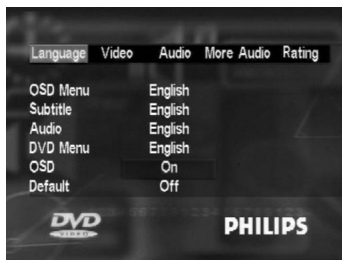 Language Video Audio More Audio Rating
OSD Menu English
Subtitle English
Audio English
DVD Menu English
OSD On
Default Off
DVD PHILIPS
VIDEO